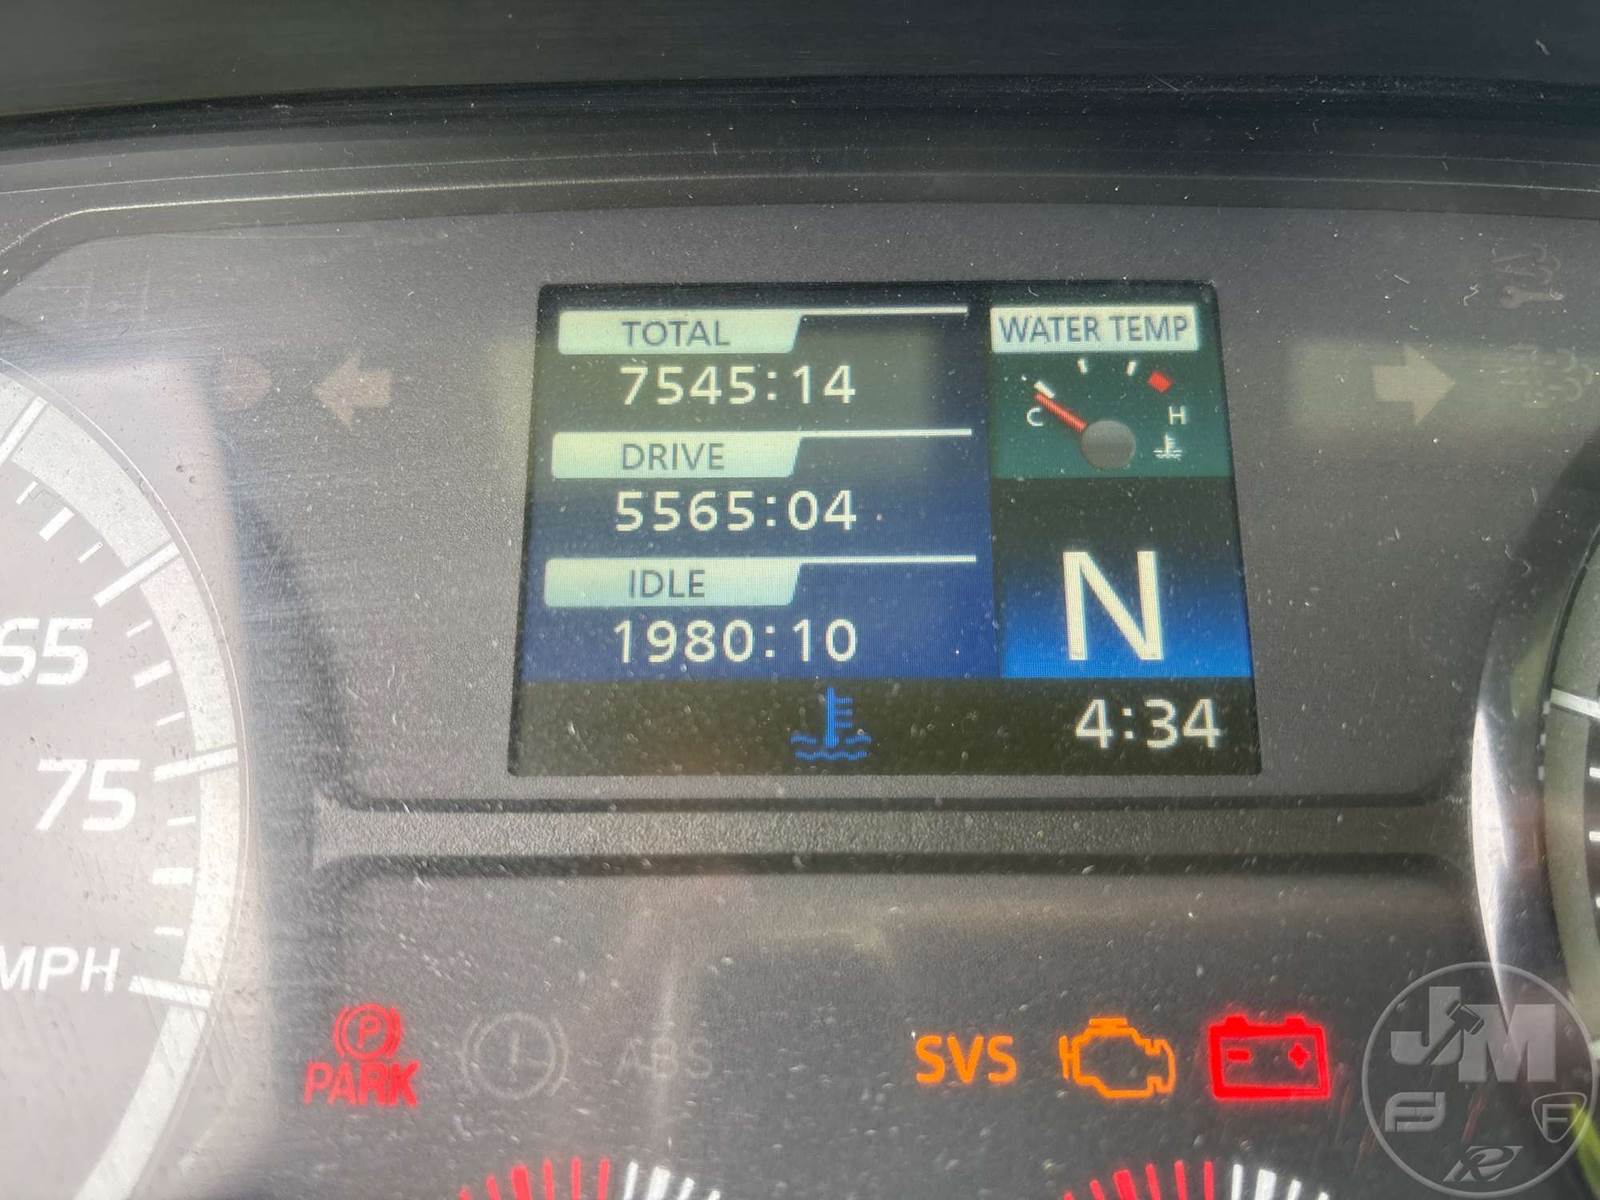 TOTAL
7545:14
DRIVE
5565:04
IDLE
1980:10
WATER TEMP
C
H
N
4:34
65
75
MPH
P
PARK
ABS
SVS
JM
F